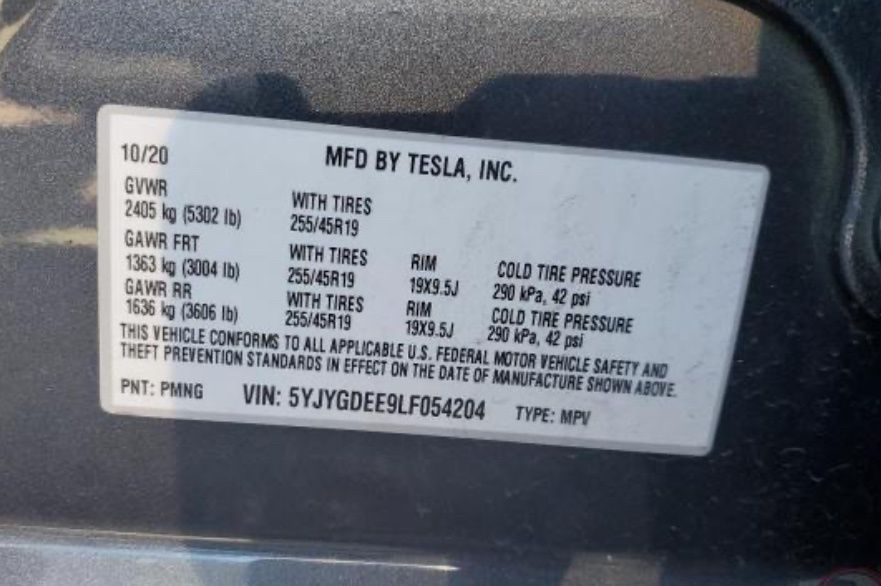 10/20 MFD BY TESLA, INC.
GVWR
2405 kg (5302 lb) WITH TIRES
255/45R19
GAWR FRT
1363 kg (3004 lb) WITH TIRES
255/45R19 RIM
19X9.5J COLD TIRE PRESSURE
290 kPa, 42 psi
GAWR RR
1636 kg (3606 lb) WITH TIRES
255/45R19 RIM
19X9.5J COLD TIRE PRESSURE
290 kPa, 42 psi
THIS VEHICLE CONFORMS TO ALL APPLICABLE U.S. FEDERAL MOTOR VEHICLE SAFETY AND
THEFT PREVENTION STANDARDS IN EFFECT ON THE DATE OF MANUFACTURE SHOWN ABOVE.
PNT: PMNG VIN: 5YJYGDEE9LF054204 TYPE: MPV